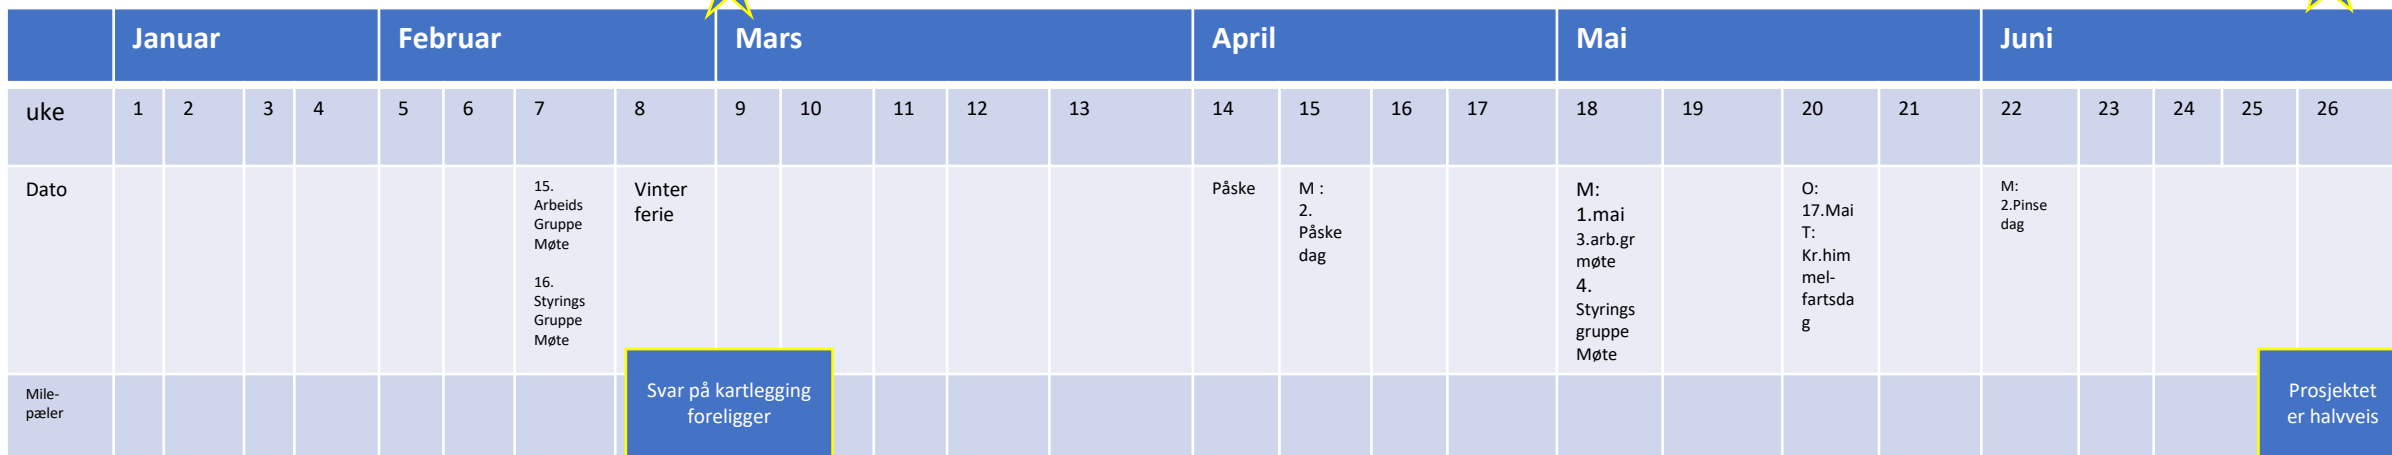 Januar Februar Mars April Mai Juni
uke 1 2 3 4 5 6 7 8 9 10 11 12 13 14 15 16 17 18 19 20 21 22 23 24 25 26
Dato
15.
Arbeids
Gruppe
Møte
16.
Styrings
Gruppe
Møte
Vinter
ferie
Påske
M :
2.
Påske
dag
M:
1.mai
3.arb.gr
møte
4.
Styrings
gruppe
Møte
O:
17.Mai
T:
Kr.him
mel-
fartsda
g
M:
2.Pinse
dag
Mile-
pæler
Svar på kartlegging
foreligger
Prosjektet
er halvveis